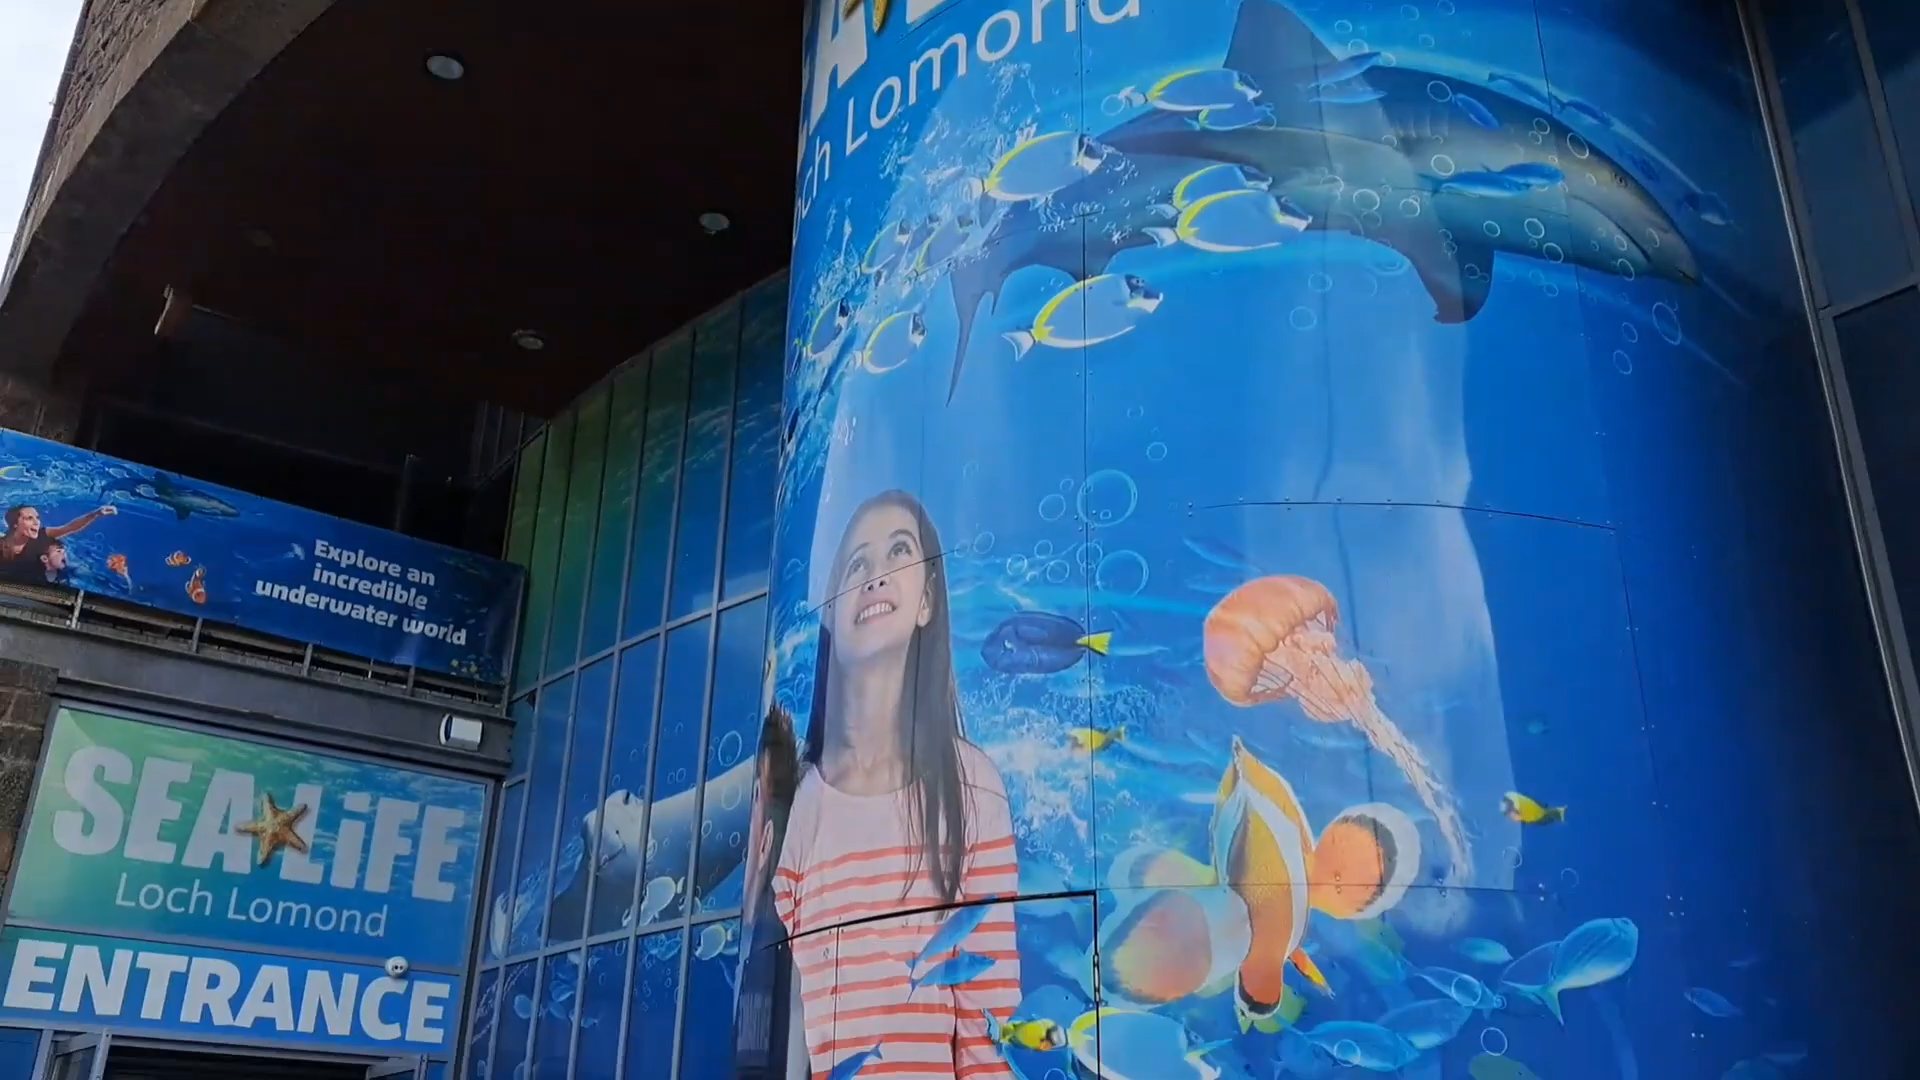 Loch Lomond
Explore an
incredible
underwater world
SEA LiFE
Loch Lomond
ENTRANCE